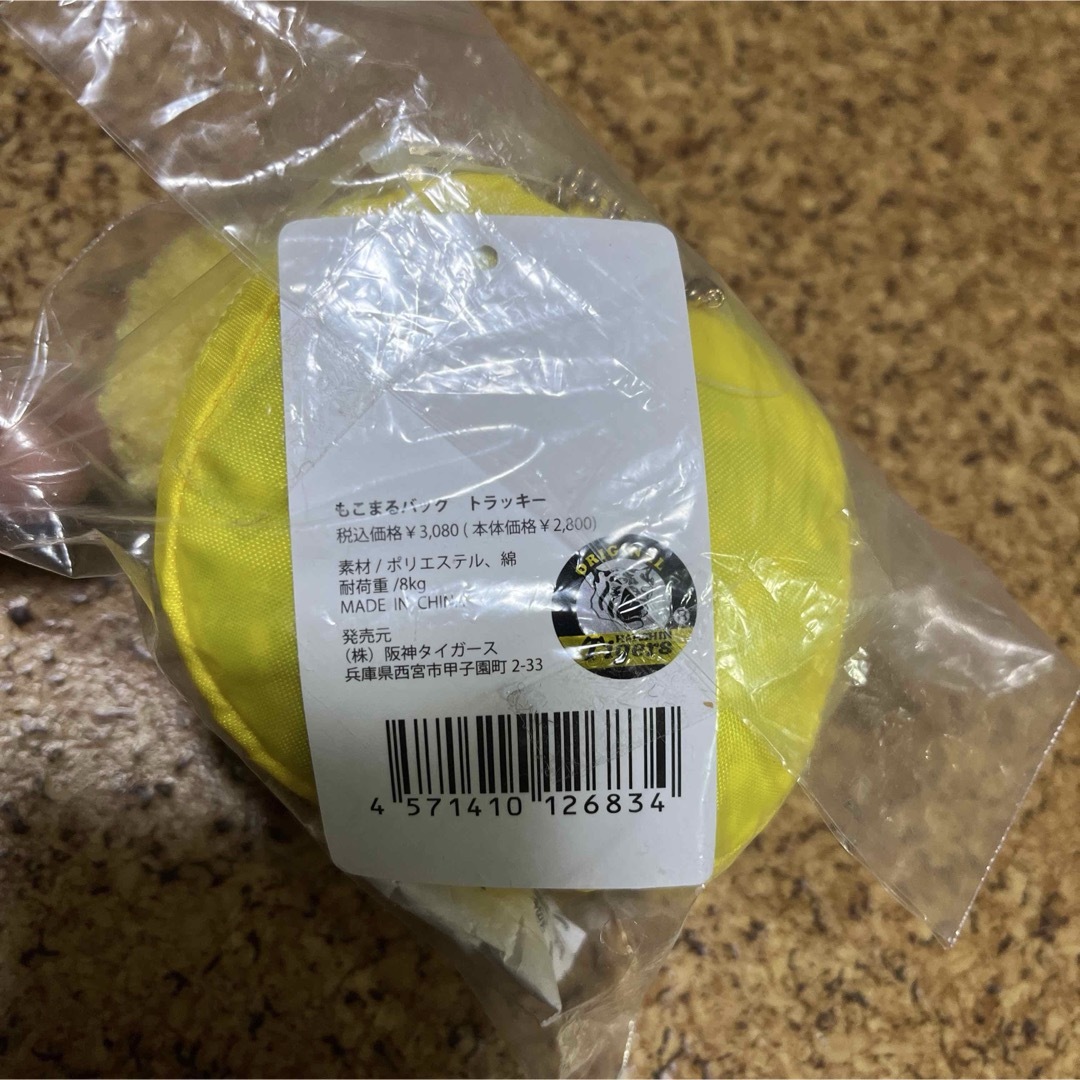 もこまるバック　トラッキー
税込価格￥3,080 ( 本体価格￥2,800)
素材 / ポリエステル、綿
耐荷重 /8kg
MADE IN CHINA
発売元
（株）阪神タイガース
兵庫県西宮市甲子園町 2-33
ORIGINAL
HANSHIN
Tigers
4 571410 126834